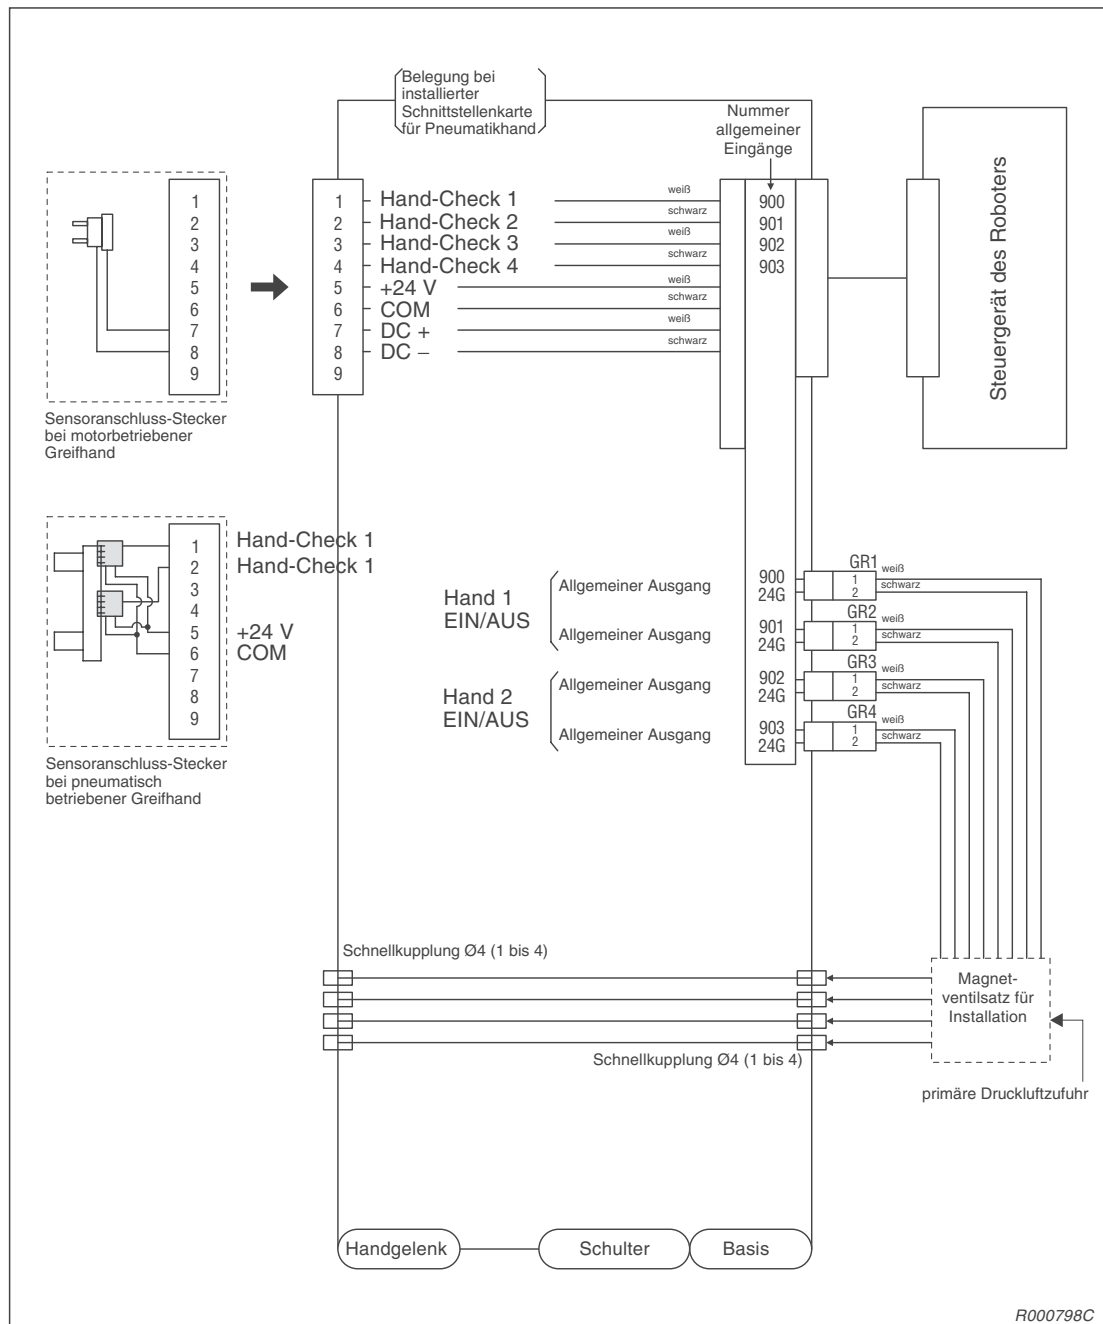 Belegung bei
installierter
Schnittstellenkarte
für Pneumatikhand
Nummer
allgemeiner
Eingänge
1
2
3
4
5
6
7
8
9
Sensoranschluss-Stecker
bei motorbetriebener
Greifhand
1 Hand-Check 1 weiß 900
2 Hand-Check 2 schwarz 901
3 Hand-Check 3 weiß 902
4 Hand-Check 4 schwarz 903
5 +24 V weiß
6 COM schwarz
7 DC + weiß
8 DC – schwarz
9
Steuergerät des Roboters
1 Hand-Check 1
2 Hand-Check 1
3
4
5 +24 V
6 COM
7
8
9
Sensoranschluss-Stecker
bei pneumatisch
betriebener Greifhand
Hand 1
EIN/AUS
Allgemeiner Ausgang
Allgemeiner Ausgang
Hand 2
EIN/AUS
Allgemeiner Ausgang
Allgemeiner Ausgang
GR1
900 1 weiß
24G 2 schwarz
GR2
901 1 weiß
24G 2 schwarz
GR3
902 1 weiß
24G 2 schwarz
GR4
903 1 weiß
24G 2 schwarz
Schnellkupplung Ø4 (1 bis 4)
Schnellkupplung Ø4 (1 bis 4)
Magnet-
ventilsatz für
Installation
primäre Druckluftzufuhr
Handgelenk Schulter Basis
R000798C